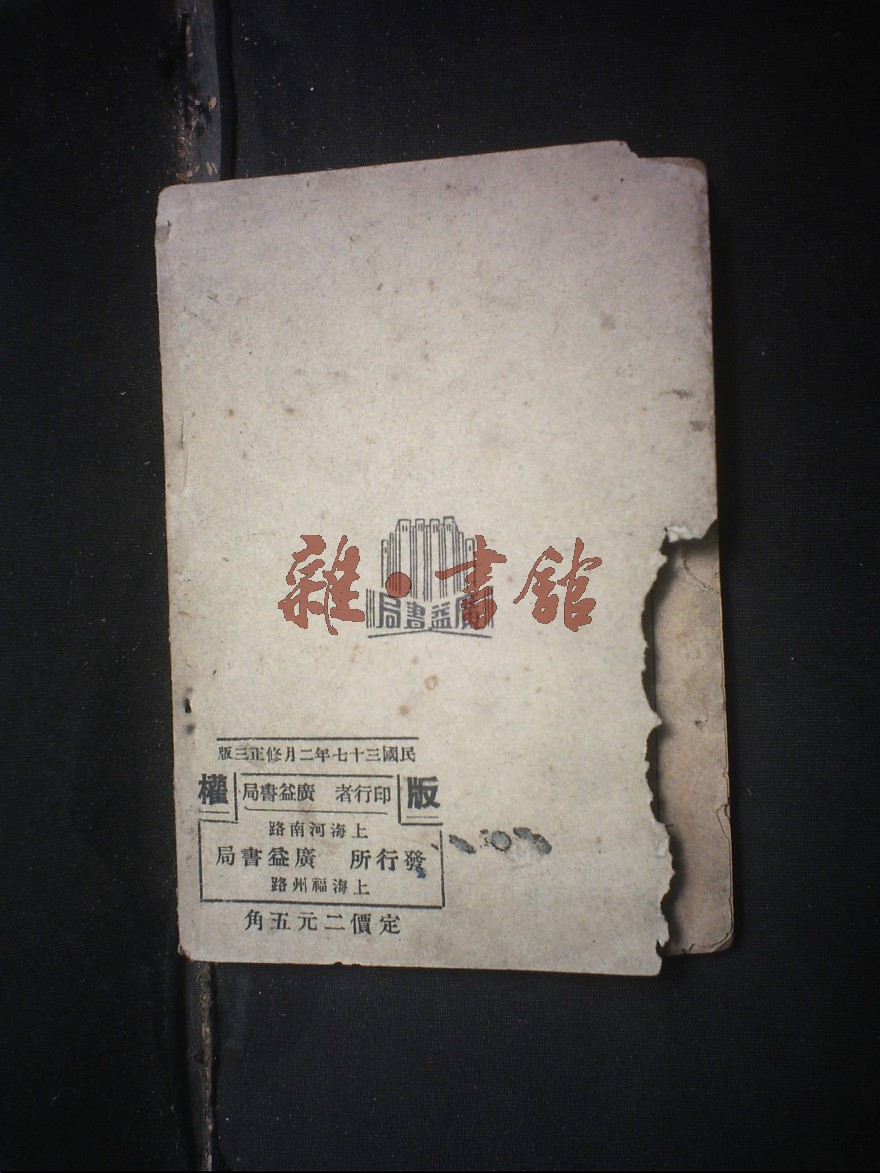 雜·書館
廣益書局
民國三十七年二月修正三版
版權
印行者 廣益書局
上海河南路
發行所 廣益書局
上海福州路
定價二元五角